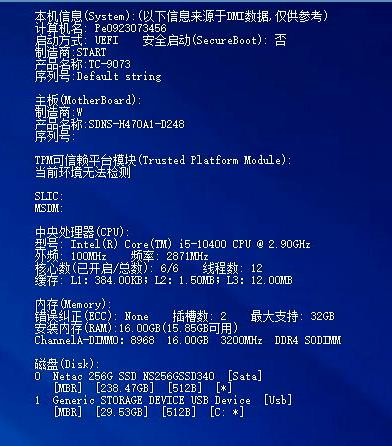 本机信息(System):(以下信息来源于DMI数据,仅供参考)
计算机名: Pe0923073456
启动方式: UEFI 安全启动(SecureBoot): 否
制造商:START
产品名称:TC-9073
序列号:Default string
主板(MotherBoard):
制造商:W
产品名称:SDNS-H470A1-D248
序列号:
TPM可信赖平台模块(Trusted Platform Module):
当前环境无法检测
SLIC:
MSDM:
中央处理器(CPU):
型号: Intel(R) Core(TM) i5-10400 CPU @ 2.90GHz
外频: 100MHz 频率: 2871MHz
核心数(已开启/总数): 6/6 线程数: 12
缓存: L1: 384.00KB; L2: 1.50MB; L3: 12.00MB
内存(Memory):
错误纠正(ECC): None 插槽数: 2 最大支持: 32GB
安装内存(RAM):16.00GB(15.85GB可用)
ChannelA-DIMM0: 8968 16.00GB 3200MHz DDR4 SODIMM
磁盘(Disk):
0 Netac 256G SSD NS256GSSD340 [Sata]
[MBR] [238.47GB] [512B] [*]
1 Generic STORAGE DEVICE USB Device [Usb]
[MBR] [29.53GB] [512B] [C: *]